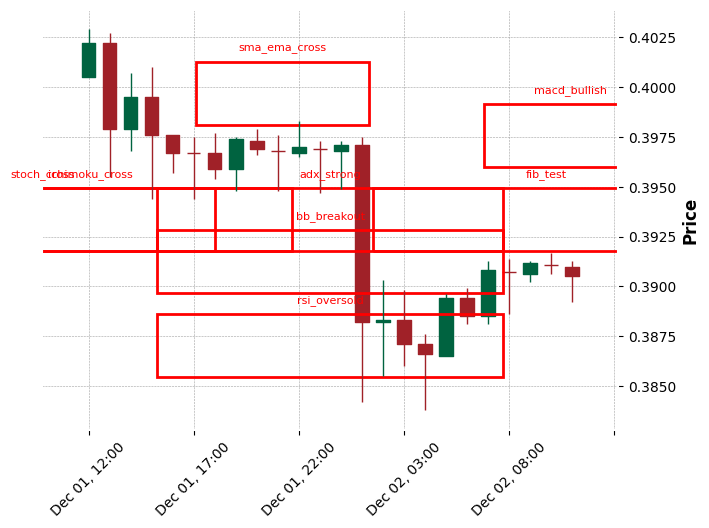 sma_ema_cross
macd_bullish
stoch_cross
ichimoku_cross
adx_strong
fib_test
bb_breakout
rsi_oversold
0.4025
0.4000
0.3975
0.3950
0.3925
0.3900
0.3875
0.3850
Price
Dec 01, 12:00
Dec 01, 17:00
Dec 01, 22:00
Dec 02, 03:00
Dec 02, 08:00